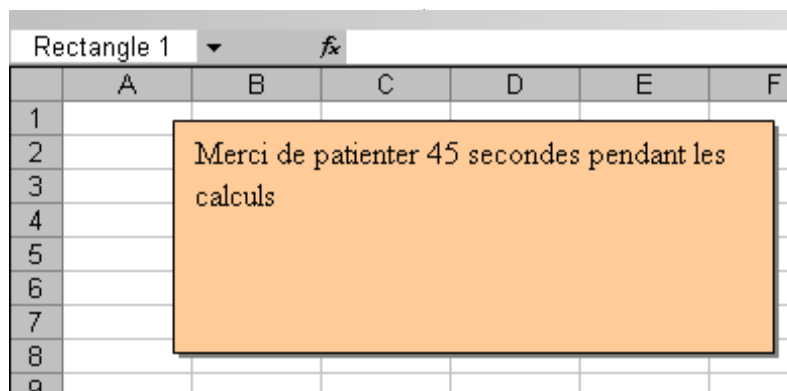 Rectangle 1 fx
A B C D E F
1
2
Merci de patienter 45 secondes pendant les
3
calculs
4
5
6
7
8
9